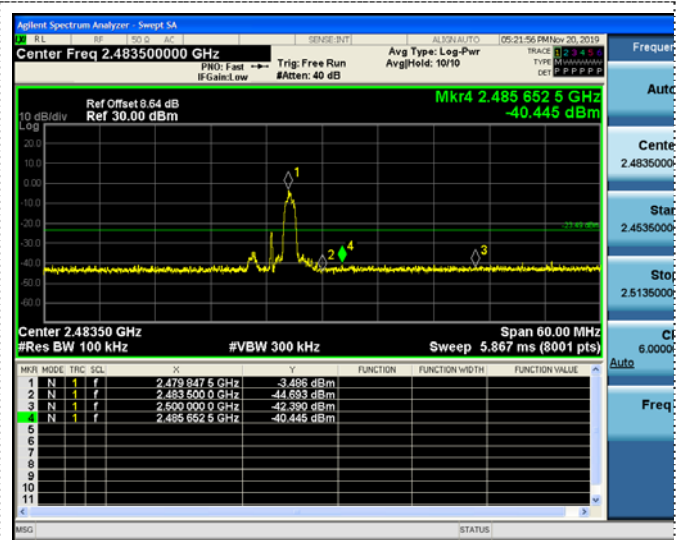 Agilent Spectrum Analyzer - Swept SA
RL RF 50 Ω AC SENSE:INT ALIGNAUTO 05:21:56 PM Nov 20, 2019
Center Freq 2.483500000 GHz
PNO: Fast
IFGain:Low
Trig: Free Run
#Atten: 40 dB
Avg Type: Log-Pwr
Avg|Hold: 10/10
TRACE 1 2 3 4 5 6
TYPE M
DET P P P P P P
Ref Offset 8.64 dB
10 dB/div Ref 30.00 dBm
Log
Mkr4 2.485 652 5 GHz
-40.445 dBm
20.0
10.0
0.00
-10.0
-20.0
-30.0
-40.0
-50.0
-60.0
1
2
4
3
-23.49 dBm
Center 2.48350 GHz Span 60.00 MHz
#Res BW 100 kHz #VBW 300 kHz Sweep 5.867 ms (8001 pts)
MKR MODE TRC SCL X Y FUNCTION FUNCTION WIDTH FUNCTION VALUE
1 N 1 f 2.479 847 5 GHz -3.486 dBm
2 N 1 f 2.483 500 0 GHz -44.693 dBm
3 N 1 f 2.500 000 0 GHz -42.390 dBm
4 N 1 f 2.485 652 5 GHz -40.445 dBm
5
6
7
8
9
10
11
MSG STATUS
Frequen
Auto
Cente
2.4835000
Star
2.4535000
Sto
2.5135000
CF
6.0000
Auto
Freq